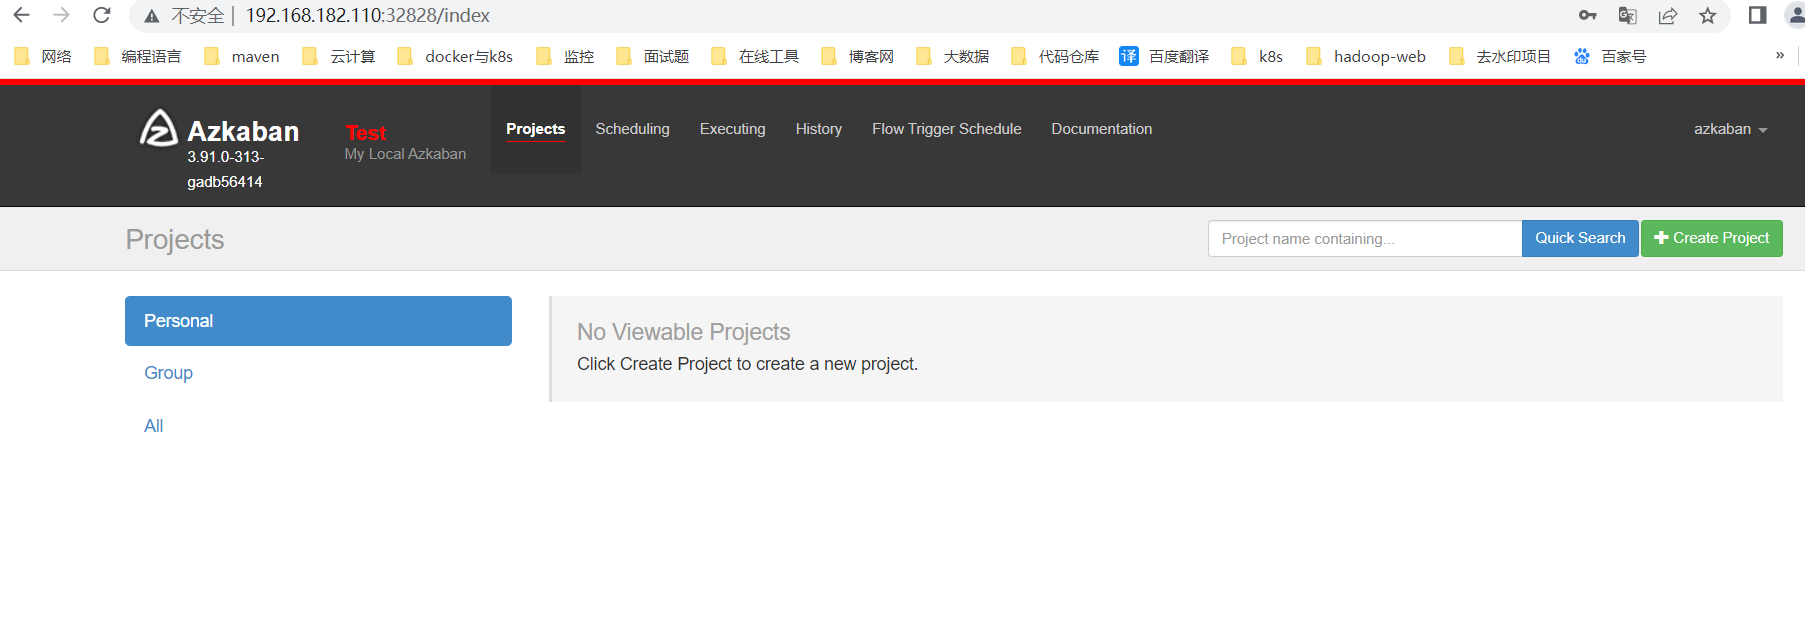 不安全 | 192.168.182.110:32828/index
网络 编程语言 maven 云计算 docker与k8s 监控 面试题 在线工具 博客网 大数据 代码仓库 译 百度翻译 k8s hadoop-web 去水印项目 百家号 »
Azkaban
3.91.0-313-
gadb56414
Test
My Local Azkaban
Projects Scheduling Executing History Flow Trigger Schedule Documentation azkaban
Projects
Project name containing... Quick Search Create Project
Personal
Group
All
No Viewable Projects
Click Create Project to create a new project.